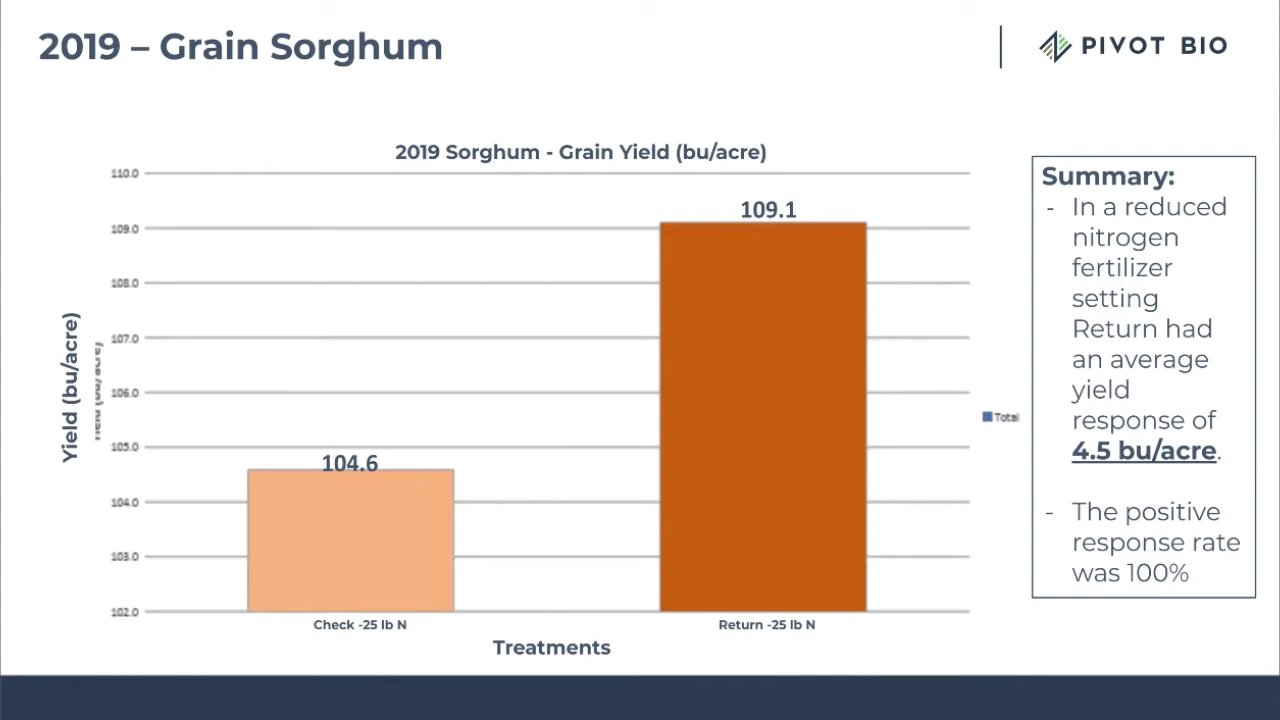 2019 – Grain Sorghum
PIVOT BIO
2019 Sorghum - Grain Yield (bu/acre)
110.0
109.0
108.0
107.0
106.0
105.0
104.0
103.0
102.0
Yield (bu/acre)
109.1
104.6
Total
Check -25 lb N
Return -25 lb N
Treatments
Summary:
- In a reduced
nitrogen
fertilizer
setting
Return had
an average
yield
response of
4.5 bu/acre.
- The positive
response rate
was 100%